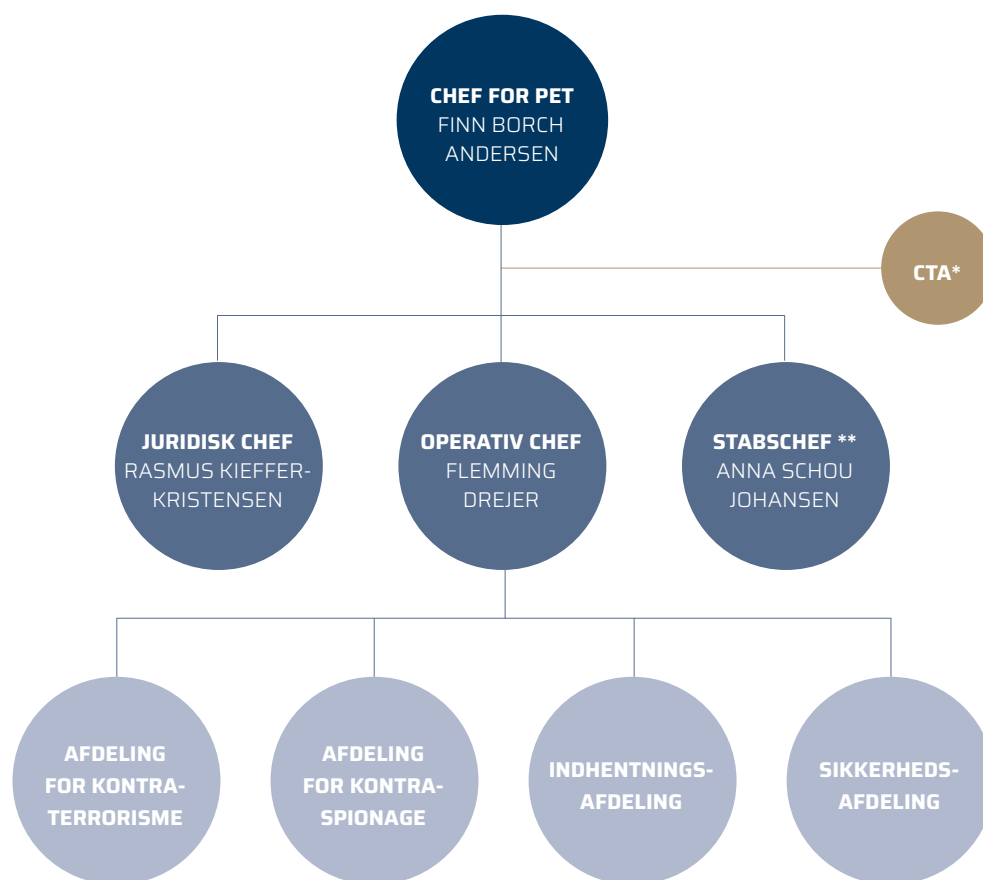 CHEF FOR PET
FINN BORCH
ANDERSEN
CTA*
JURIDISK CHEF
RASMUS KIEFFER-
KRISTENSEN
OPERATIV CHEF
FLEMMING
DREJER
STABSCHEF **
ANNA SCHOU
JOHANSEN
AFDELING
FOR KONTRA-
TERRORISME
AFDELING
FOR KONTRA-
SPIONAGE
INDHENTNINGS-
AFDELING
SIKKERHEDS-
AFDELING